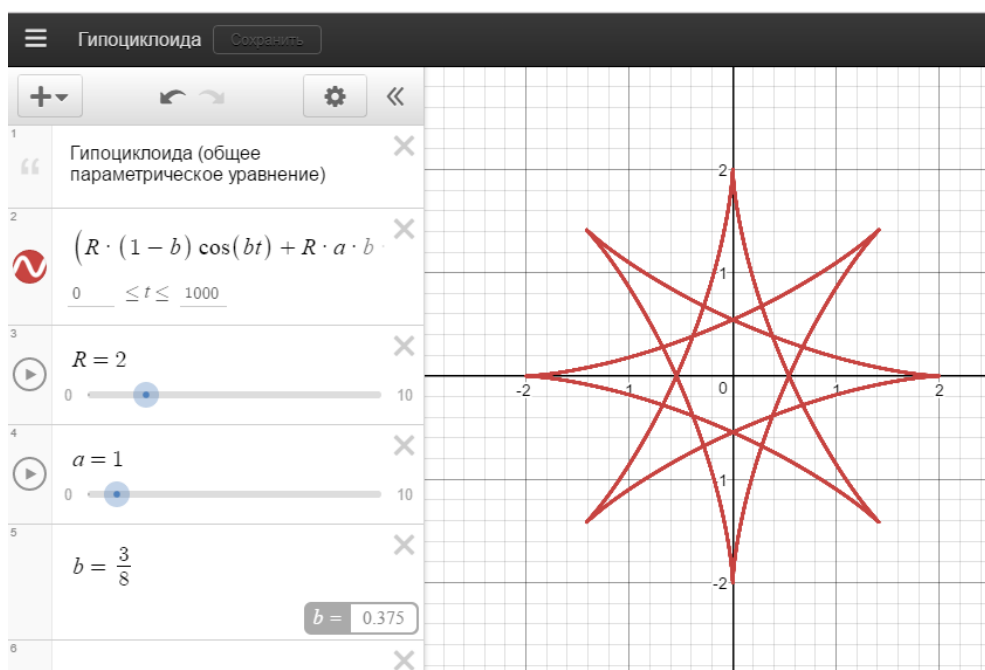 Гипоциклоида Сохранить
1
Гипоциклоида (общее
параметрическое уравнение)
2
(R · (1 − b) cos(bt) + R · a · b
0 ≤ t ≤ 1000
3
R = 2
0 10
4
a = 1
0 10
5
b = 3/8
b = 0.375
6
2
1
-2 -1 0 1 2
-1
-2